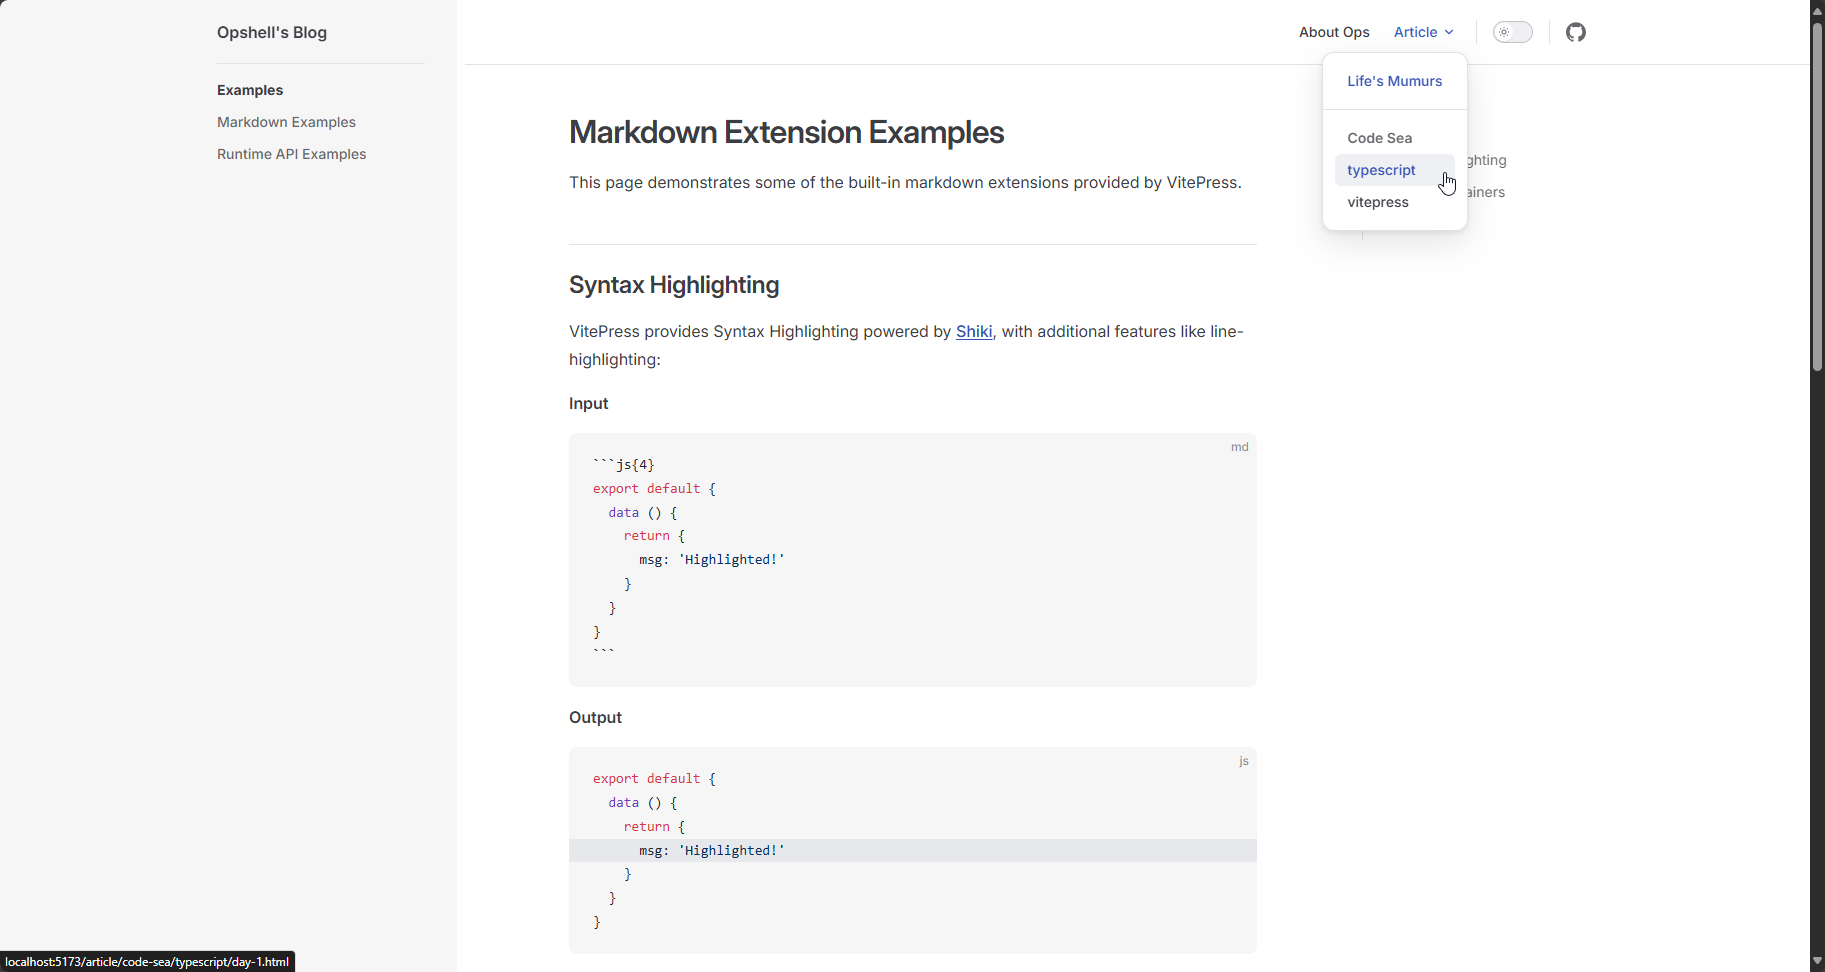 Opshell's Blog
Examples
Markdown Examples
Runtime API Examples
About Ops
Article
Life's Mumurs
Code Sea
typescript
vitepress
ghting
ainers
Markdown Extension Examples
This page demonstrates some of the built-in markdown extensions provided by VitePress.
Syntax Highlighting
VitePress provides Syntax Highlighting powered by Shiki, with additional features like line-
highlighting:
Input
md
```js{4}
export default {
  data () {
    return {
      msg: 'Highlighted!'
    }
  }
}
```
Output
js
export default {
  data () {
    return {
      msg: 'Highlighted!'
    }
  }
}
localhost:5173/article/code-sea/typescript/day-1.html